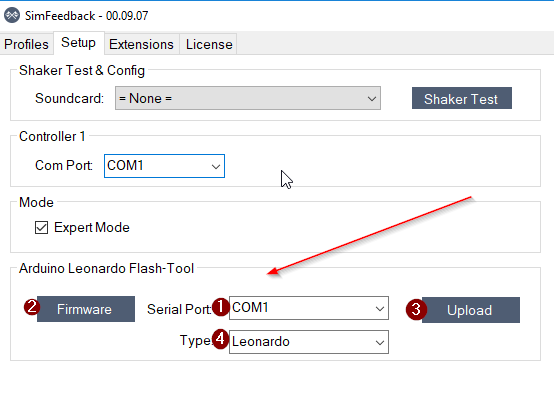 SimFeedback - 00.09.07
Profiles Setup Extensions License
Shaker Test & Config
Soundcard: = None = Shaker Test
Controller 1
Com Port: COM1
Mode
Expert Mode
Arduino Leonardo Flash-Tool
2 Firmware Serial Port: 1 COM1 3 Upload
Type: 4 Leonardo